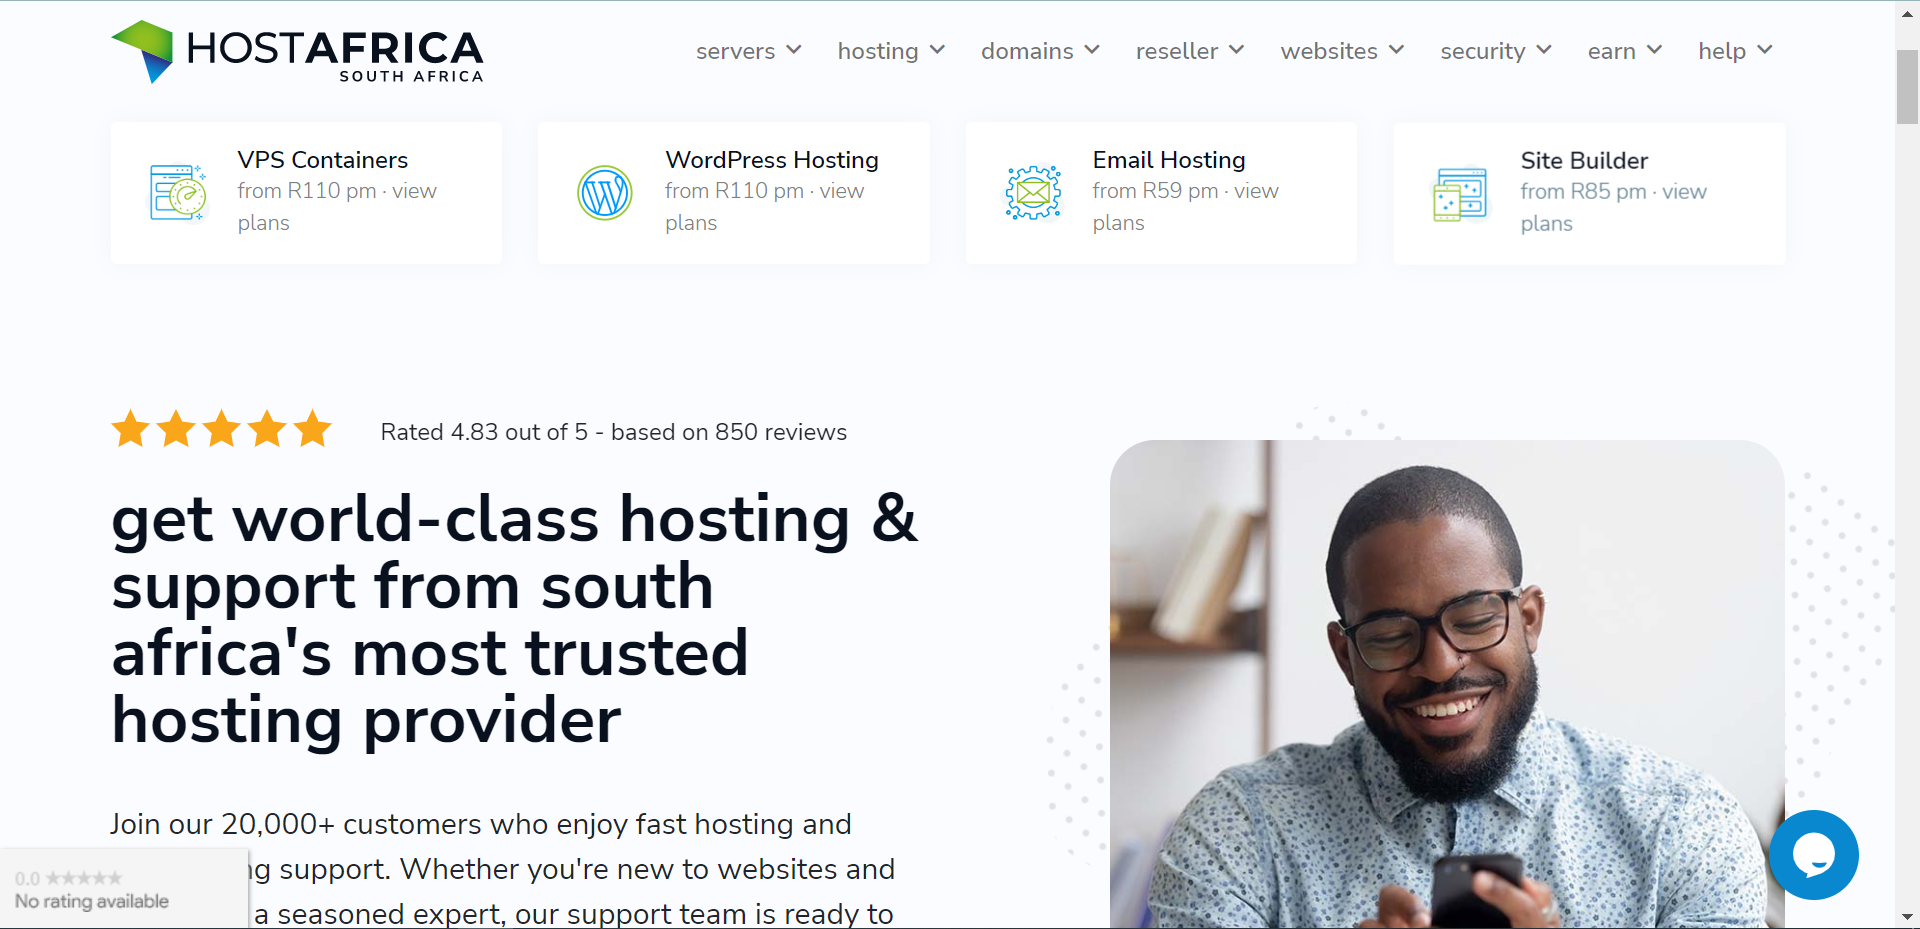 HOSTAFRICA
SOUTH AFRICA
servers
hosting
domains
reseller
websites
security
earn
help
VPS Containers
from R110 pm · view
plans
WordPress Hosting
from R110 pm · view
plans
Email Hosting
from R59 pm · view
plans
Site Builder
from R85 pm · view
plans
Rated 4.83 out of 5 - based on 850 reviews
get world-class hosting &
support from south
africa's most trusted
hosting provider
Join our 20,000+ customers who enjoy fast hosting and
support. Whether you're new to websites and
a seasoned expert, our support team is ready to
0.0
No rating available